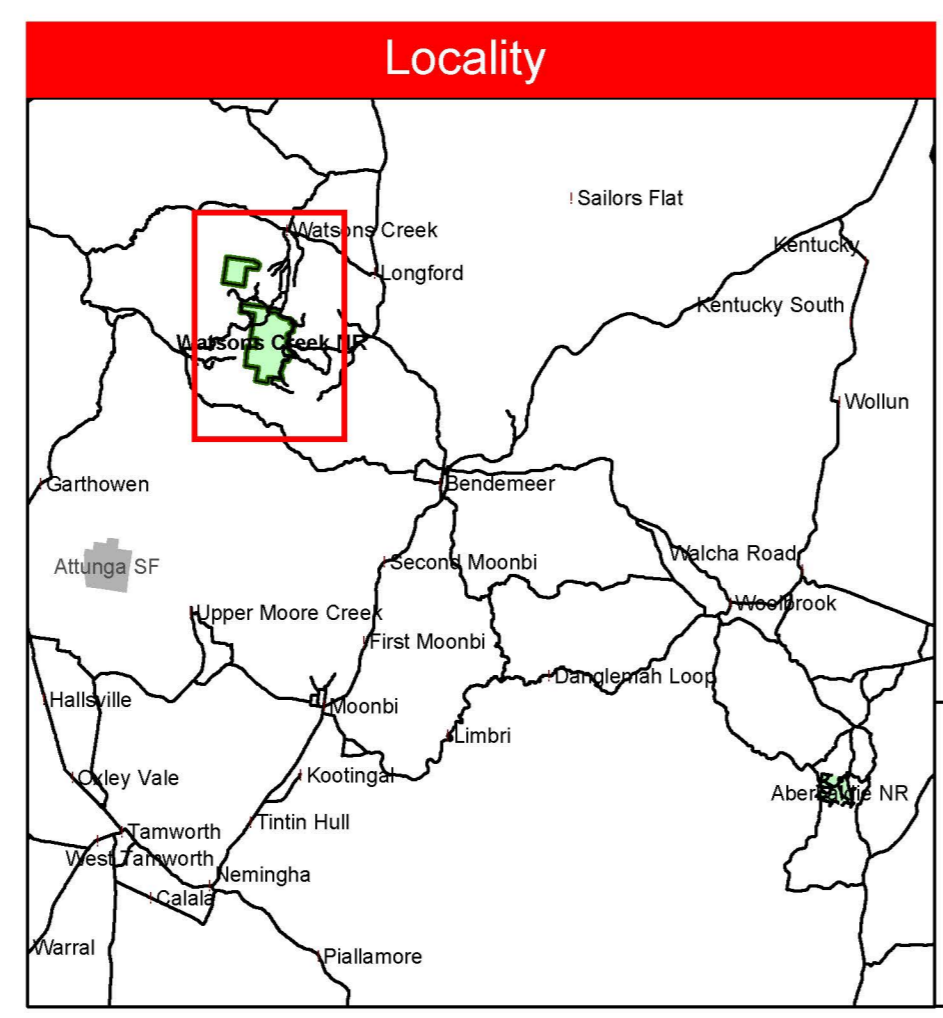 Locality
Sailors Flat
Watsons Creek
Kentucky
Longford
Kentucky South
Watsons Creek NR
Wollun
Garthowen
Bendemeer
Walcha Road
Second Moonbi
Attunga SF
Woolbrook
Upper Moore Creek
First Moonbi
Danglemah Loop
Hallsville
Moonbi
Limbri
Kootingal
Oxley Vale
Aberbaldie NR
Tintin Hull
Tamworth
West Tamworth
Nemingha
Calala
Warral
Piallamore